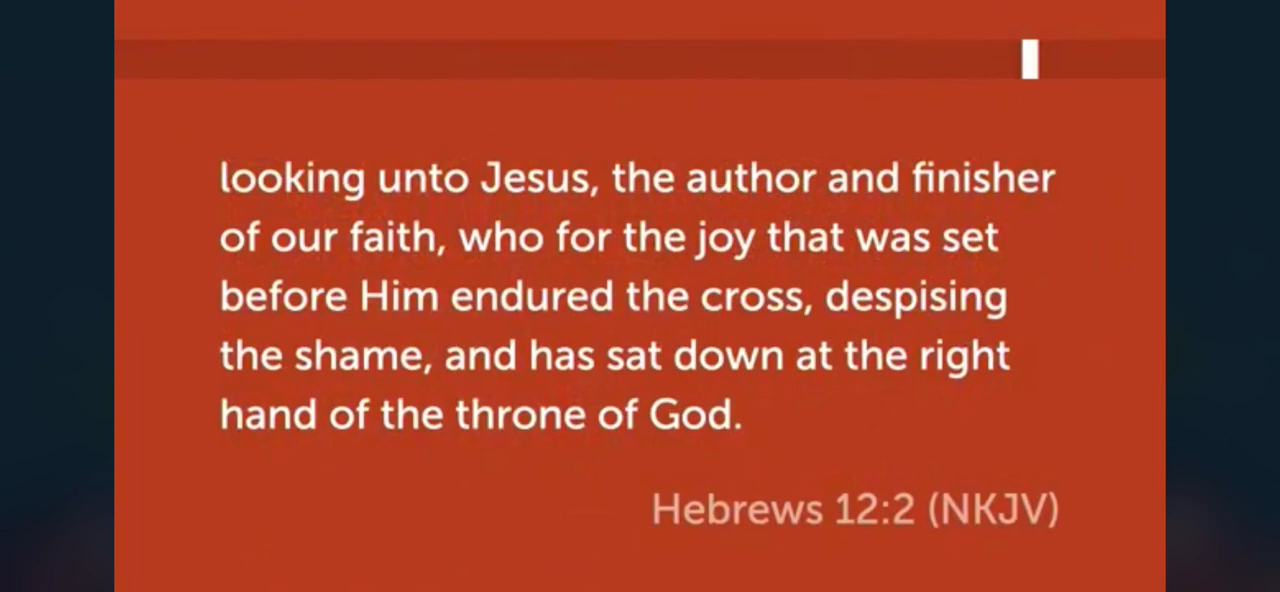 looking unto Jesus, the author and finisher
of our faith, who for the joy that was set
before Him endured the cross, despising
the shame, and has sat down at the right
hand of the throne of God.
Hebrews 12:2 (NKJV)